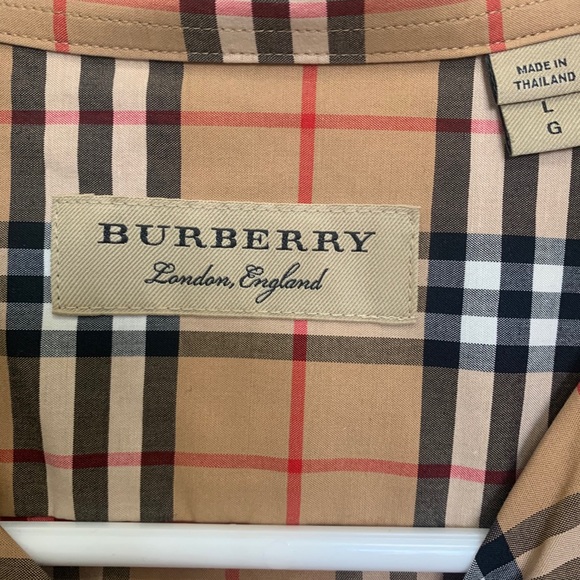 MADE IN
THAILAND
L
G
BURBERRY
London, England